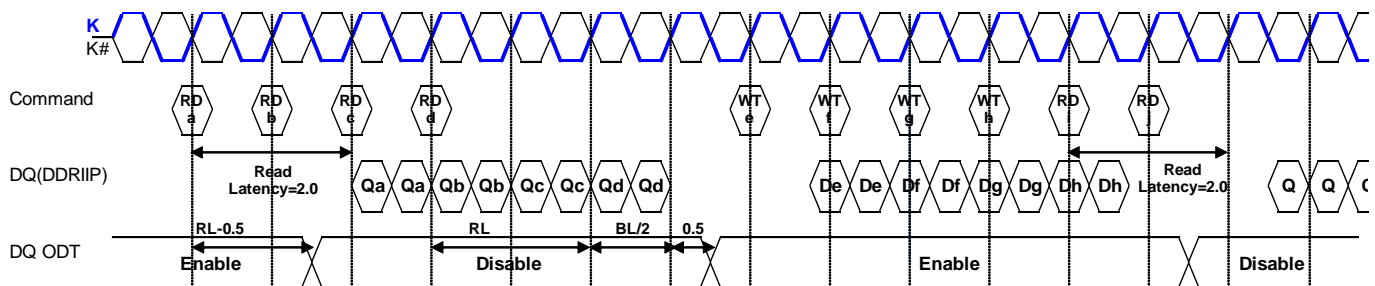 K
K#
Command
RD a RD b RD c RD d WT e WT f WT g WT h RD i RD j
DQ(DDRIIP)
Read Latency=2.0
Qa Qa Qb Qb Qc Qc Qd Qd De De Df Df Dg Dg Dh Dh
Read Latency=2.0
Q Q
DQ ODT
RL-0.5 RL BL/2 0.5
Enable Disable Enable Disable